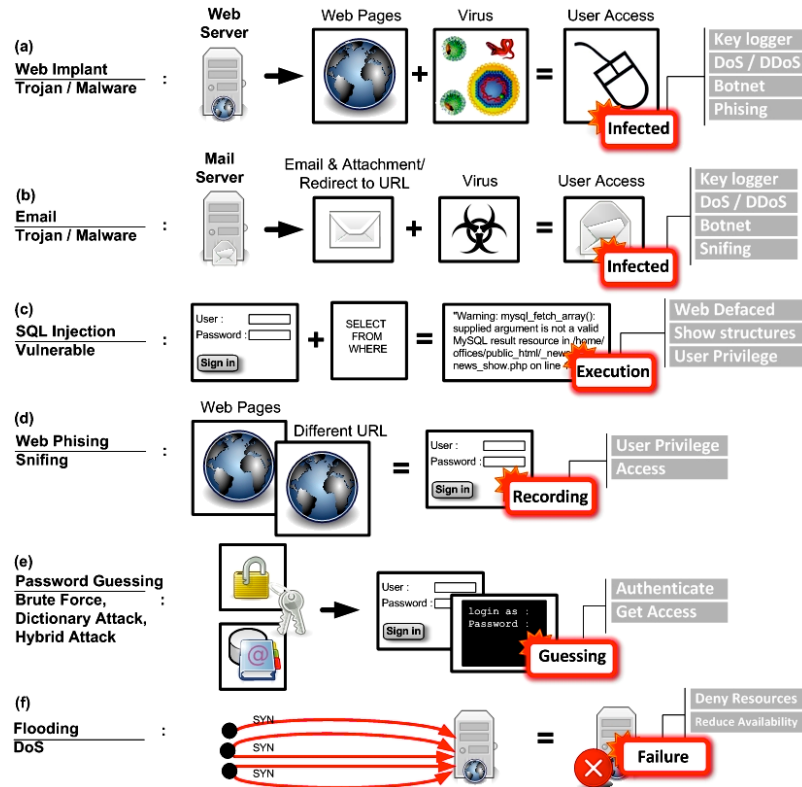 Web
Server
Web Pages
Virus
User Access
(a)
Web Implant
Trojan / Malware
:
Infected
Key logger
DoS / DDoS
Botnet
Phising
Mail
Server
Email & Attachment/
Redirect to URL
Virus
User Access
(b)
Email
Trojan / Malware
:
Infected
Key logger
DoS / DDoS
Botnet
Snifing
(c)
SQL Injection
Vulnerable
:
User :
Password :
Sign in
SELECT
FROM
WHERE
"Warning: mysql_fetch_array():
supplied argument is not a valid
MySQL result resource in /home/
offices/public_html/_news
news_show.php on line
Execution
Web Defaced
Show structures
User Privilege
(d)
Web Phising
Snifing
:
Web Pages
Different URL
User :
Password :
Sign in
Recording
User Privilege
Access
(e)
Password Guessing
Brute Force,
Dictionary Attack,
Hybrid Attack
:
@
User :
Password :
Sign in
login as :
Password :
Guessing
Authenticate
Get Access
(f)
Flooding
DoS
:
SYN
SYN
SYN
Failure
Deny Resources
Reduce Availability